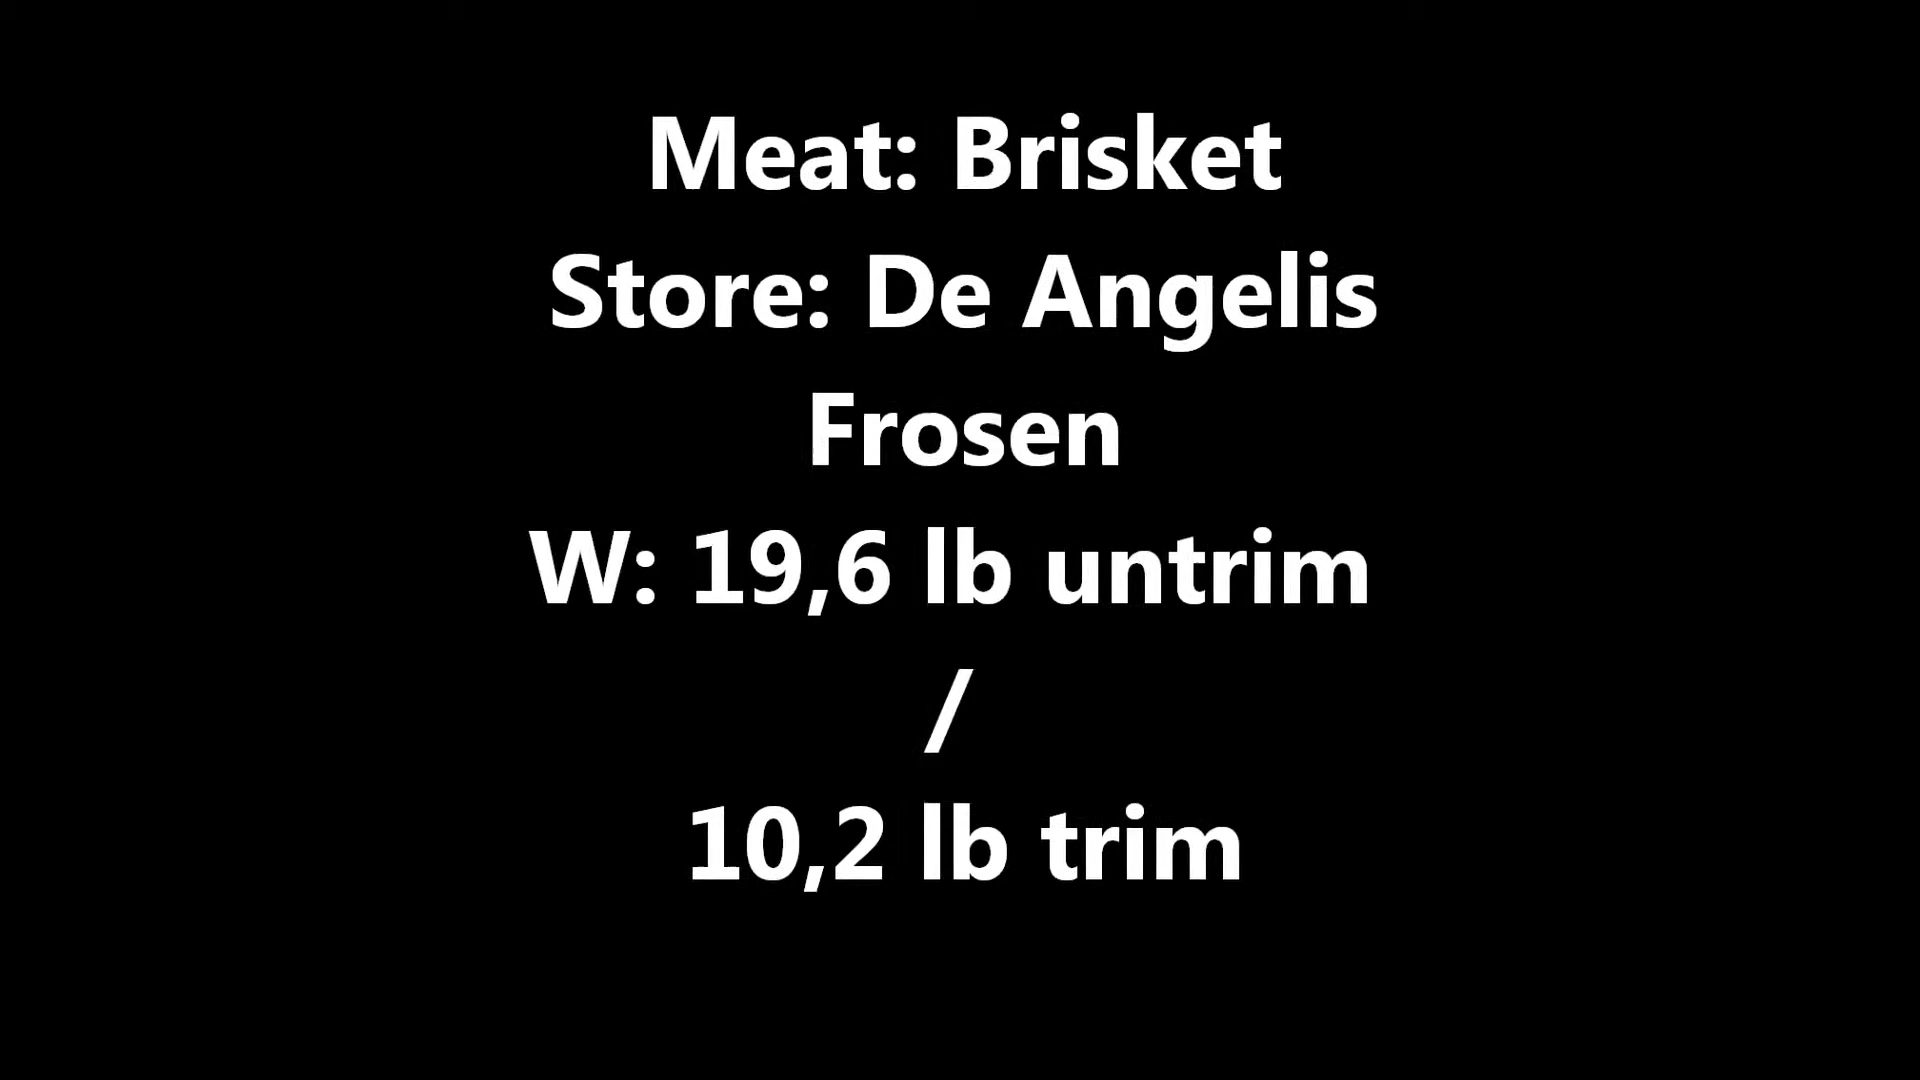 Meat: Brisket
Store: De Angelis
Frosen
W: 19,6 lb untrim
/
10,2 lb trim